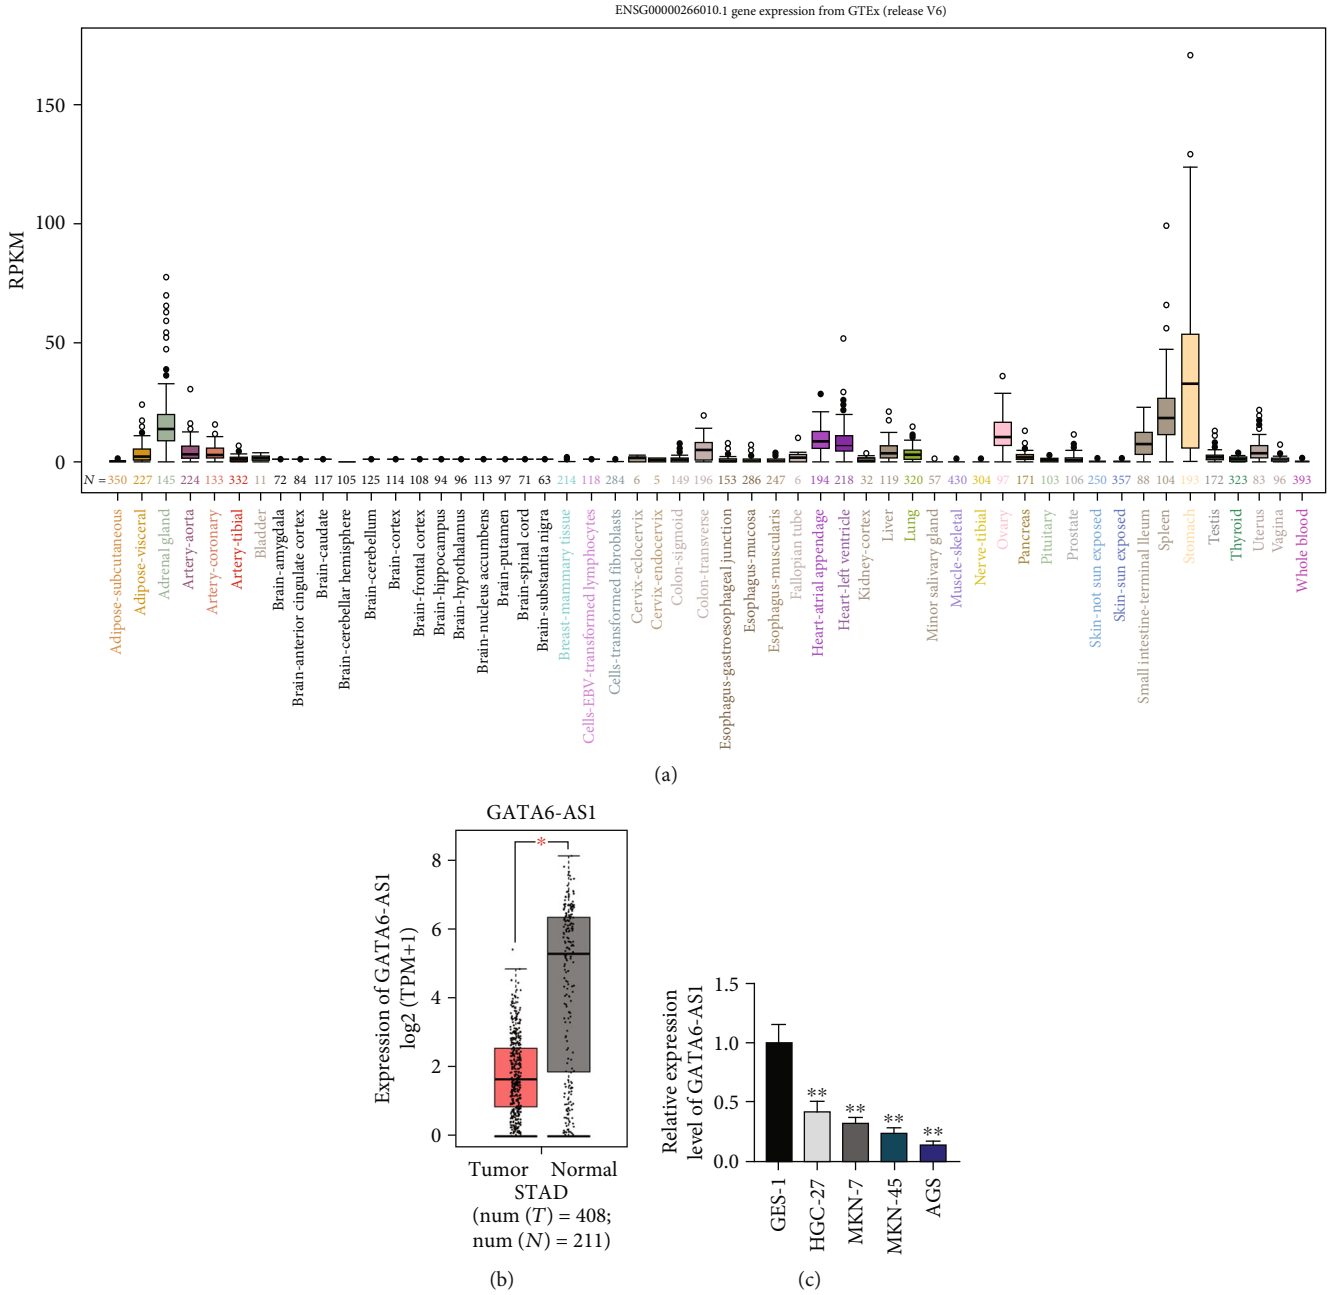 ENSG00000266010.1 gene expression from GTEx (release V6)
RPKM
150
100
50
0
N = 350 227 145 224 133 332 11 72 84 117 105 125 114 108 94 96 113 97 71 63 214 118 284 6 5 149 196 153 286 247 6 194 218 32 119 320 57 430 304 97 171 103 106 250 357 88 104 193 172 323 83 96 393
Adipose-subcutaneous
Adipose-visceral
Adrenal gland
Artery-aorta
Artery-coronary
Artery-tibial
Bladder
Brain-amygdala
Brain-anterior cingulate cortex
Brain-caudate
Brain-cerebellar hemisphere
Brain-cerebellum
Brain-cortex
Brain-frontal cortex
Brain-hippocampus
Brain-hypothalamus
Brain-nucleus accumbens
Brain-putamen
Brain-spinal cord
Brain-substantia nigra
Breast-mammary tissue
Cells-EBV-transformed lymphocytes
Cells-transformed fibroblasts
Cervix-eclocervix
Cervix-endocervix
Colon-sigmoid
Colon-transverse
Esophagus-gastroesophageal junction
Esophagus-mucosa
Esophagus-muscularis
Fallopian tube
Heart-atrial appendage
Heart-left ventricle
Kidney-cortex
Liver
Lung
Minor salivary gland
Muscle-skeletal
Nerve-tibial
Ovary
Pancreas
Pituitary
Prostate
Skin-not sun exposed
Skin-sun exposed
Small intestine-terminal lleum
Spleen
Stomach
Testis
Thyroid
Uterus
Vagina
Whole blood
(a)
GATA6-AS1
Expression of GATA6-AS1
log2 (TPM+1)
8
6
4
2
0
*
Tumor Normal
STAD
(num (T) = 408;
num (N) = 211)
(b)
Relative expression
level of GATA6-AS1
1.5
1.0
0.5
0.0
** ** ** **
GES-1
HGC-27
MKN-7
MKN-45
AGS
(c)